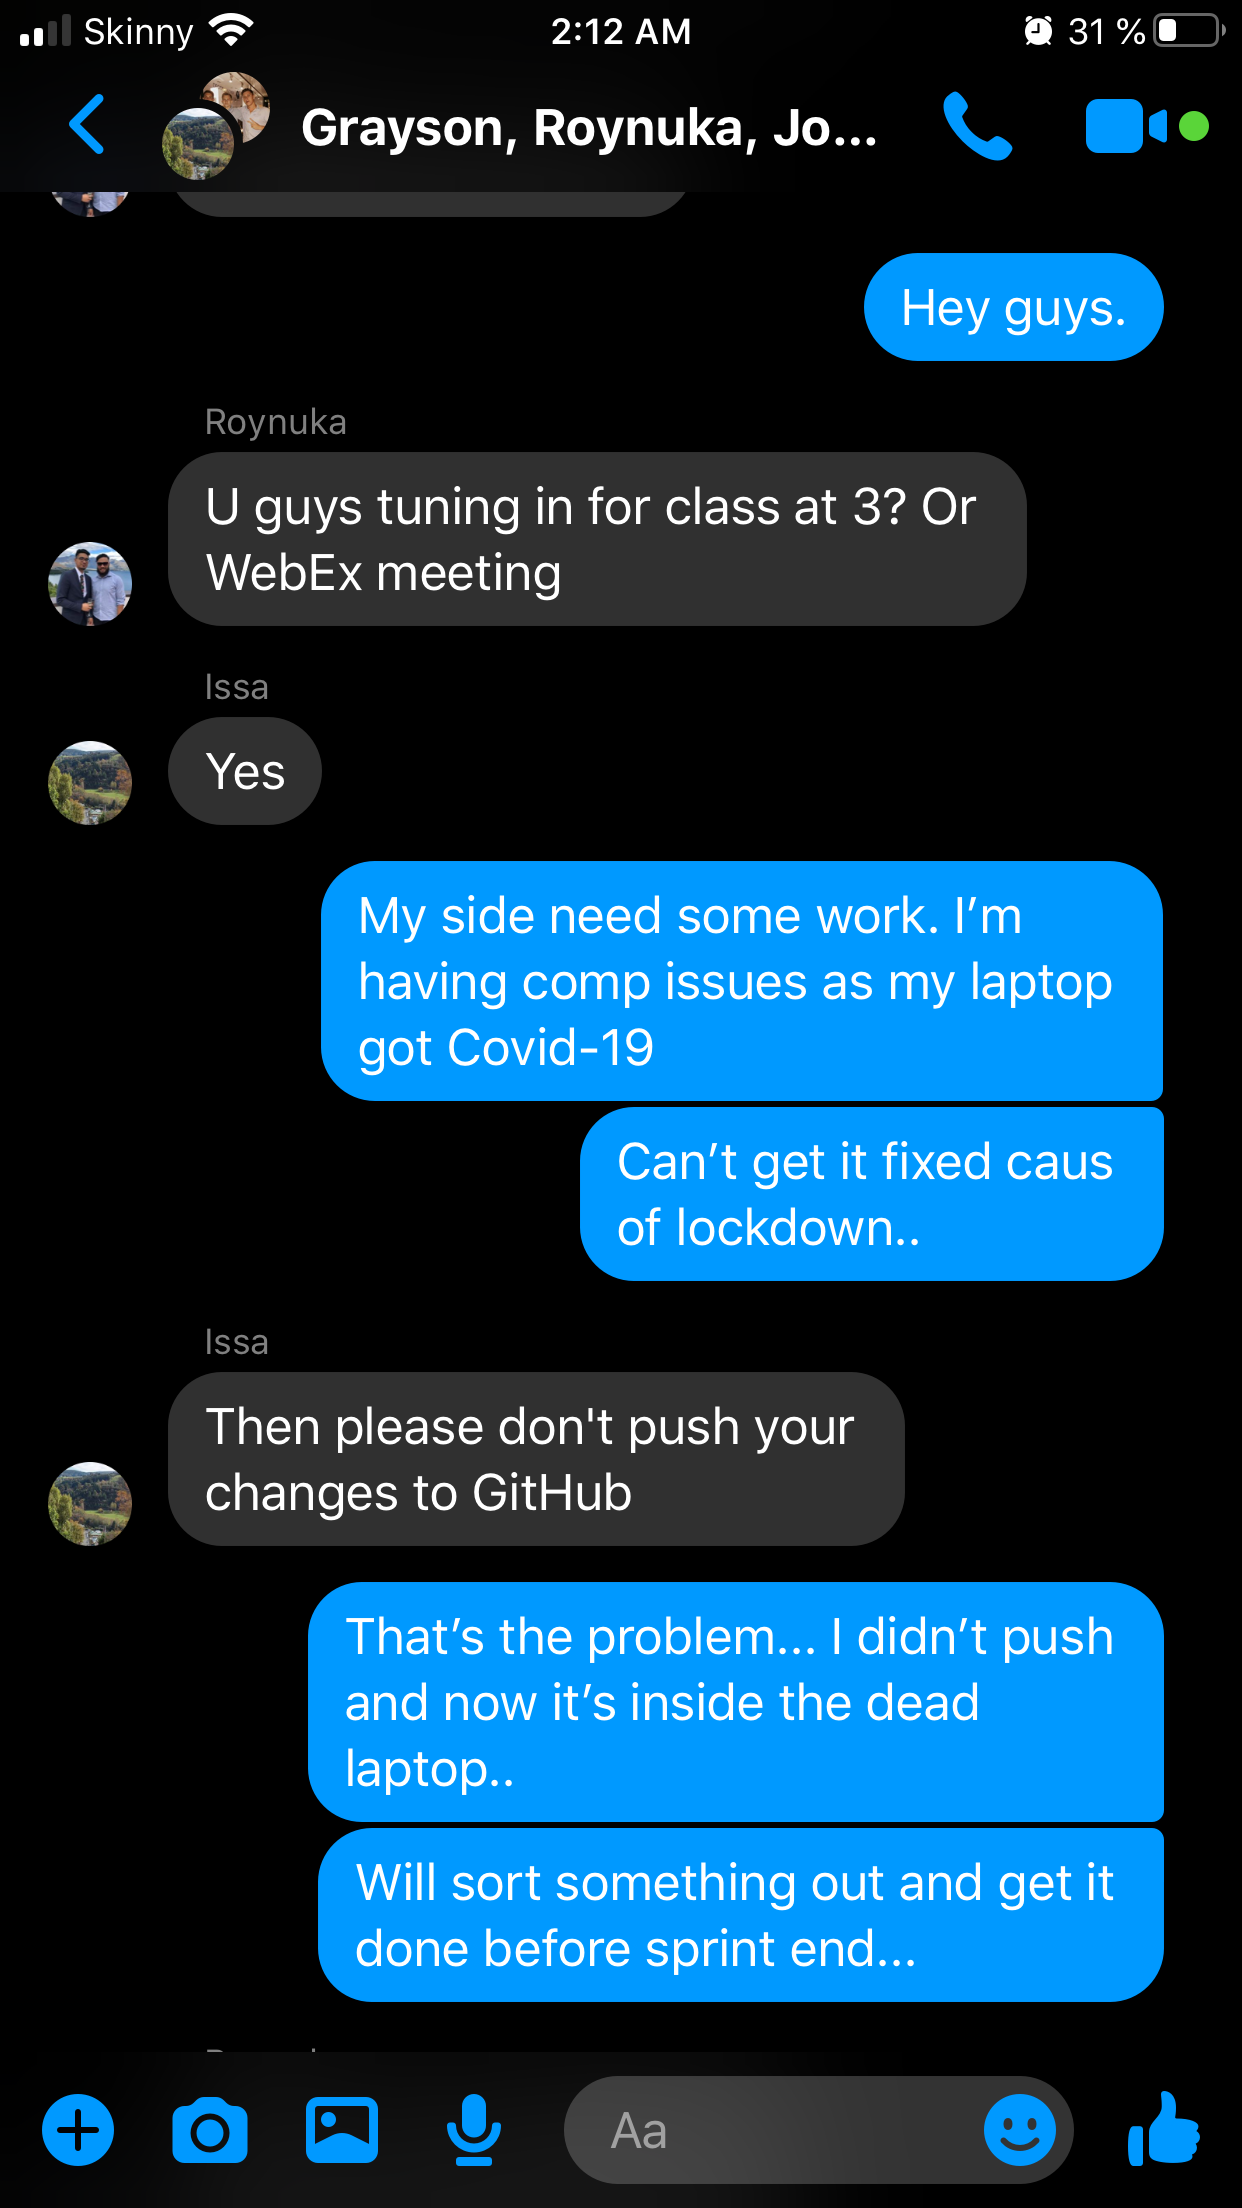 Skinny
2:12 AM
31 %
Grayson, Roynuka, Jo...
Hey guys.
Roynuka
U guys tuning in for class at 3? Or
WebEx meeting
Issa
Yes
My side need some work. I’m
having comp issues as my laptop
got Covid-19
Can’t get it fixed caus
of lockdown..
Issa
Then please don't push your
changes to GitHub
That’s the problem... I didn’t push
and now it’s inside the dead
laptop..
Will sort something out and get it
done before sprint end...
Aa